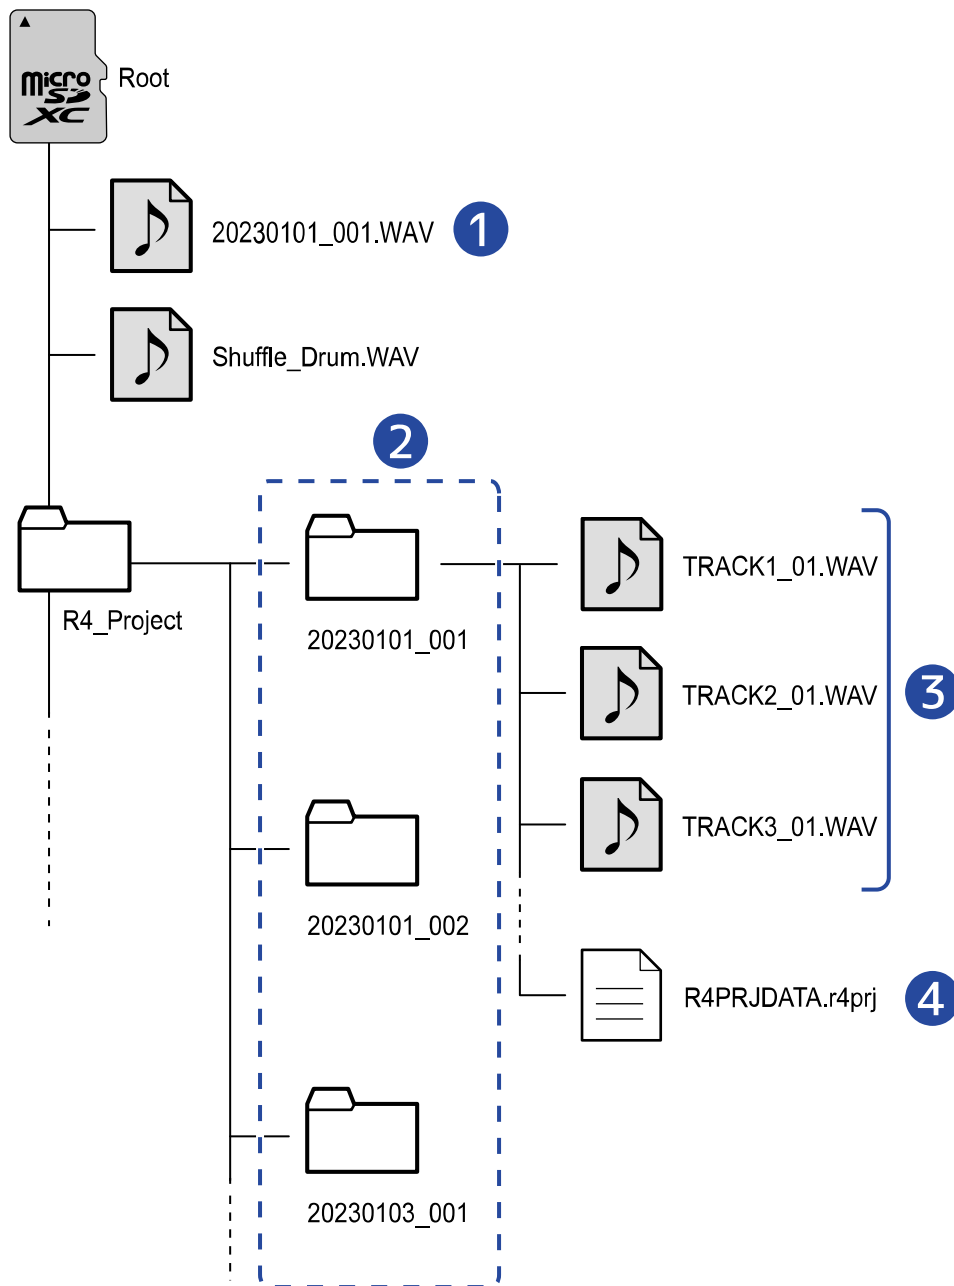 micro
SD
XC
Root
20230101_001.WAV
1
Shuffle_Drum.WAV
2
R4_Project
20230101_001
TRACK1_01.WAV
TRACK2_01.WAV
3
TRACK3_01.WAV
20230101_002
R4PRJDATA.r4prj
4
20230103_001